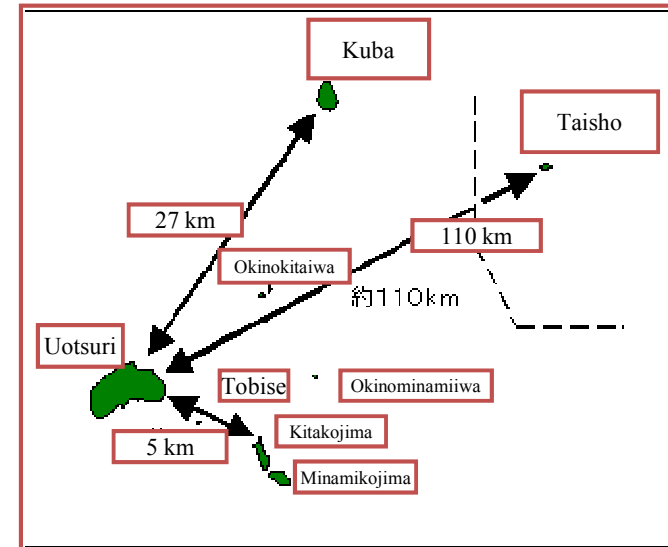 Kuba
Taisho
27 km
110 km
Okinokitaiwa
約110km
Uotsuri
Tobise
Okinominamiiwa
5 km
Kitakojima
Minamikojima